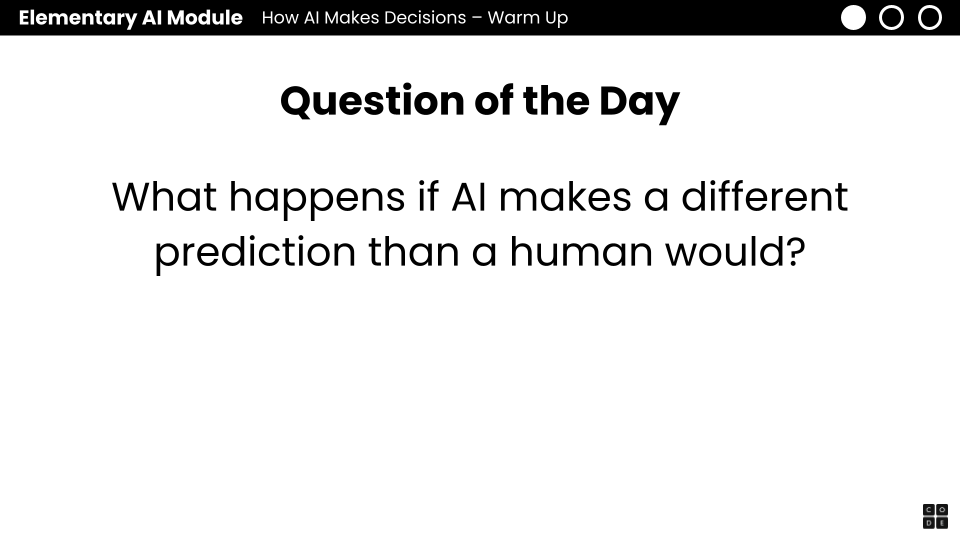 Elementary AI Module How AI Makes Decisions – Warm Up
Question of the Day
What happens if AI makes a different
prediction than a human would?
C O
D E